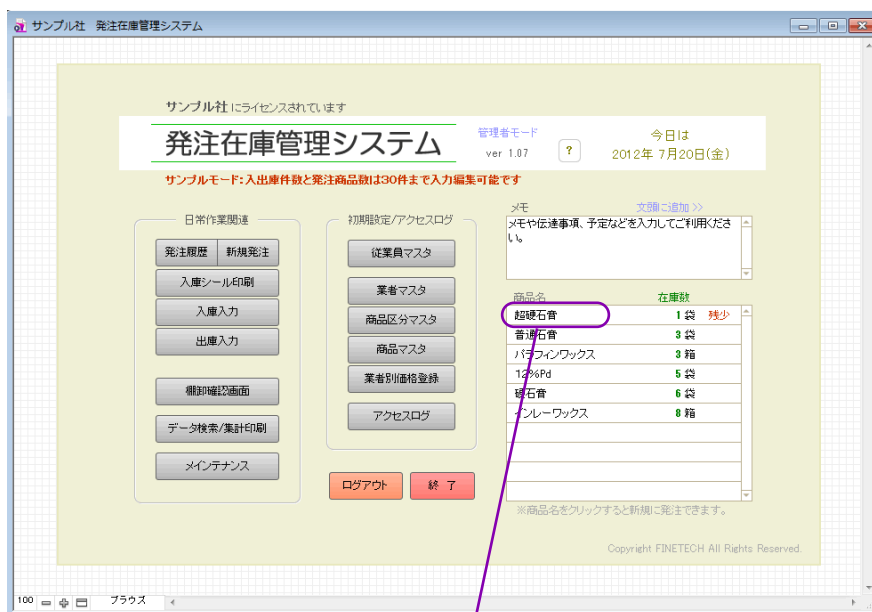 サンプル社 発注在庫管理システム
サンプル社 にライセンスされています
発注在庫管理システム
管理者モード
ver 1.07
?
今日は
2012年 7月20日(金)
サンプルモード:入出庫件数と発注商品数は30件まで入力編集可能です
日常作業関連
発注履歴 新規発注
入庫シール印刷
入庫入力
出庫入力
棚卸確認画面
データ検索/集計印刷
メインテナンス
初期設定/アクセスログ
従業員マスタ
業者マスタ
商品区分マスタ
商品マスタ
業者別価格登録
アクセスログ
ログアウト 終 了
メモ 文頭に追加 >>
メモや伝達事項、予定などを入力してご利用くださ
い。
商品名 在庫数
超硬石膏 1 袋 残少
普通石膏 3 袋
パラフィンワックス 3 箱
12%Pd 5 袋
硬石膏 6 袋
インレーワックス 8 箱
※商品名をクリックすると新規に発注できます。
Copyright FINETECH All Rights Reserved.
100 ブラウズ